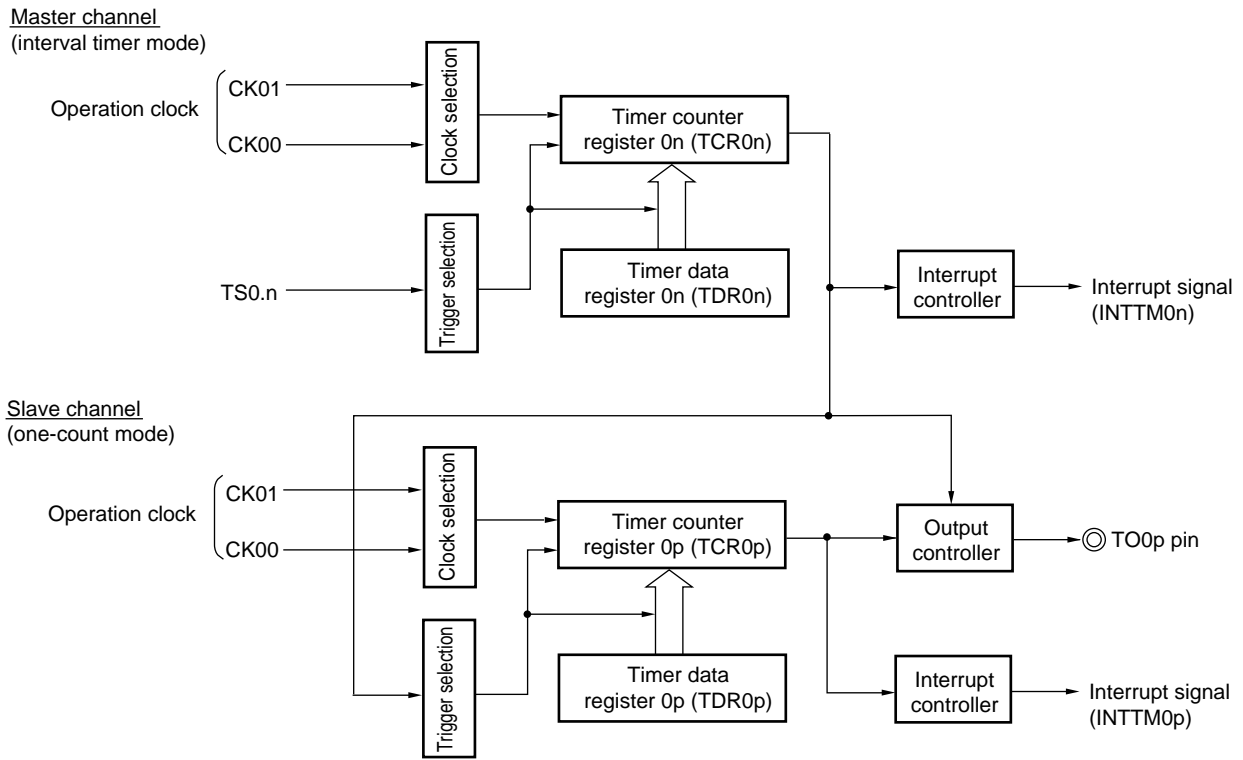 Master channel
(interval timer mode)
Operation clock
CK01
CK00
Clock selection
Timer counter
register 0n (TCR0n)
TS0.n
Trigger selection
Timer data
register 0n (TDR0n)
Interrupt
controller
Interrupt signal
(INTTM0n)
Slave channel
(one-count mode)
Operation clock
CK01
CK00
Clock selection
Timer counter
register 0p (TCR0p)
Output
controller
TO0p pin
Trigger selection
Timer data
register 0p (TDR0p)
Interrupt
controller
Interrupt signal
(INTTM0p)